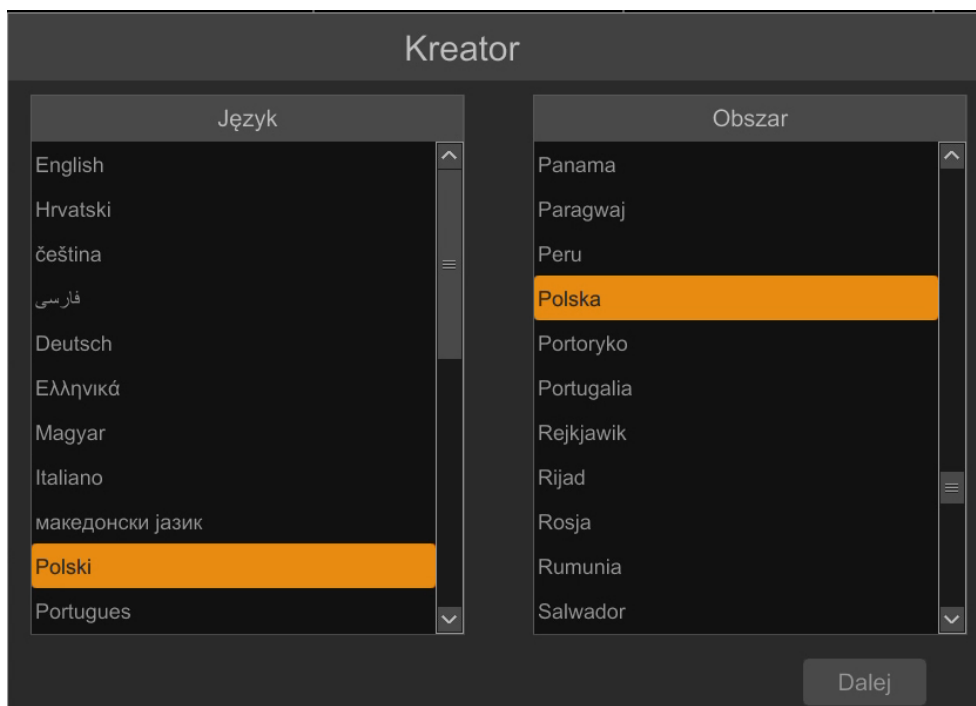 Kreator
Język
English
Hrvatski
čeština
فارسی
Deutsch
Ελληνικά
Magyar
Italiano
македонски јазик
Polski
Portugues
Obszar
Panama
Paragwaj
Peru
Polska
Portoryko
Portugalia
Rejkjawik
Rijad
Rosja
Rumunia
Salwador
Dalej